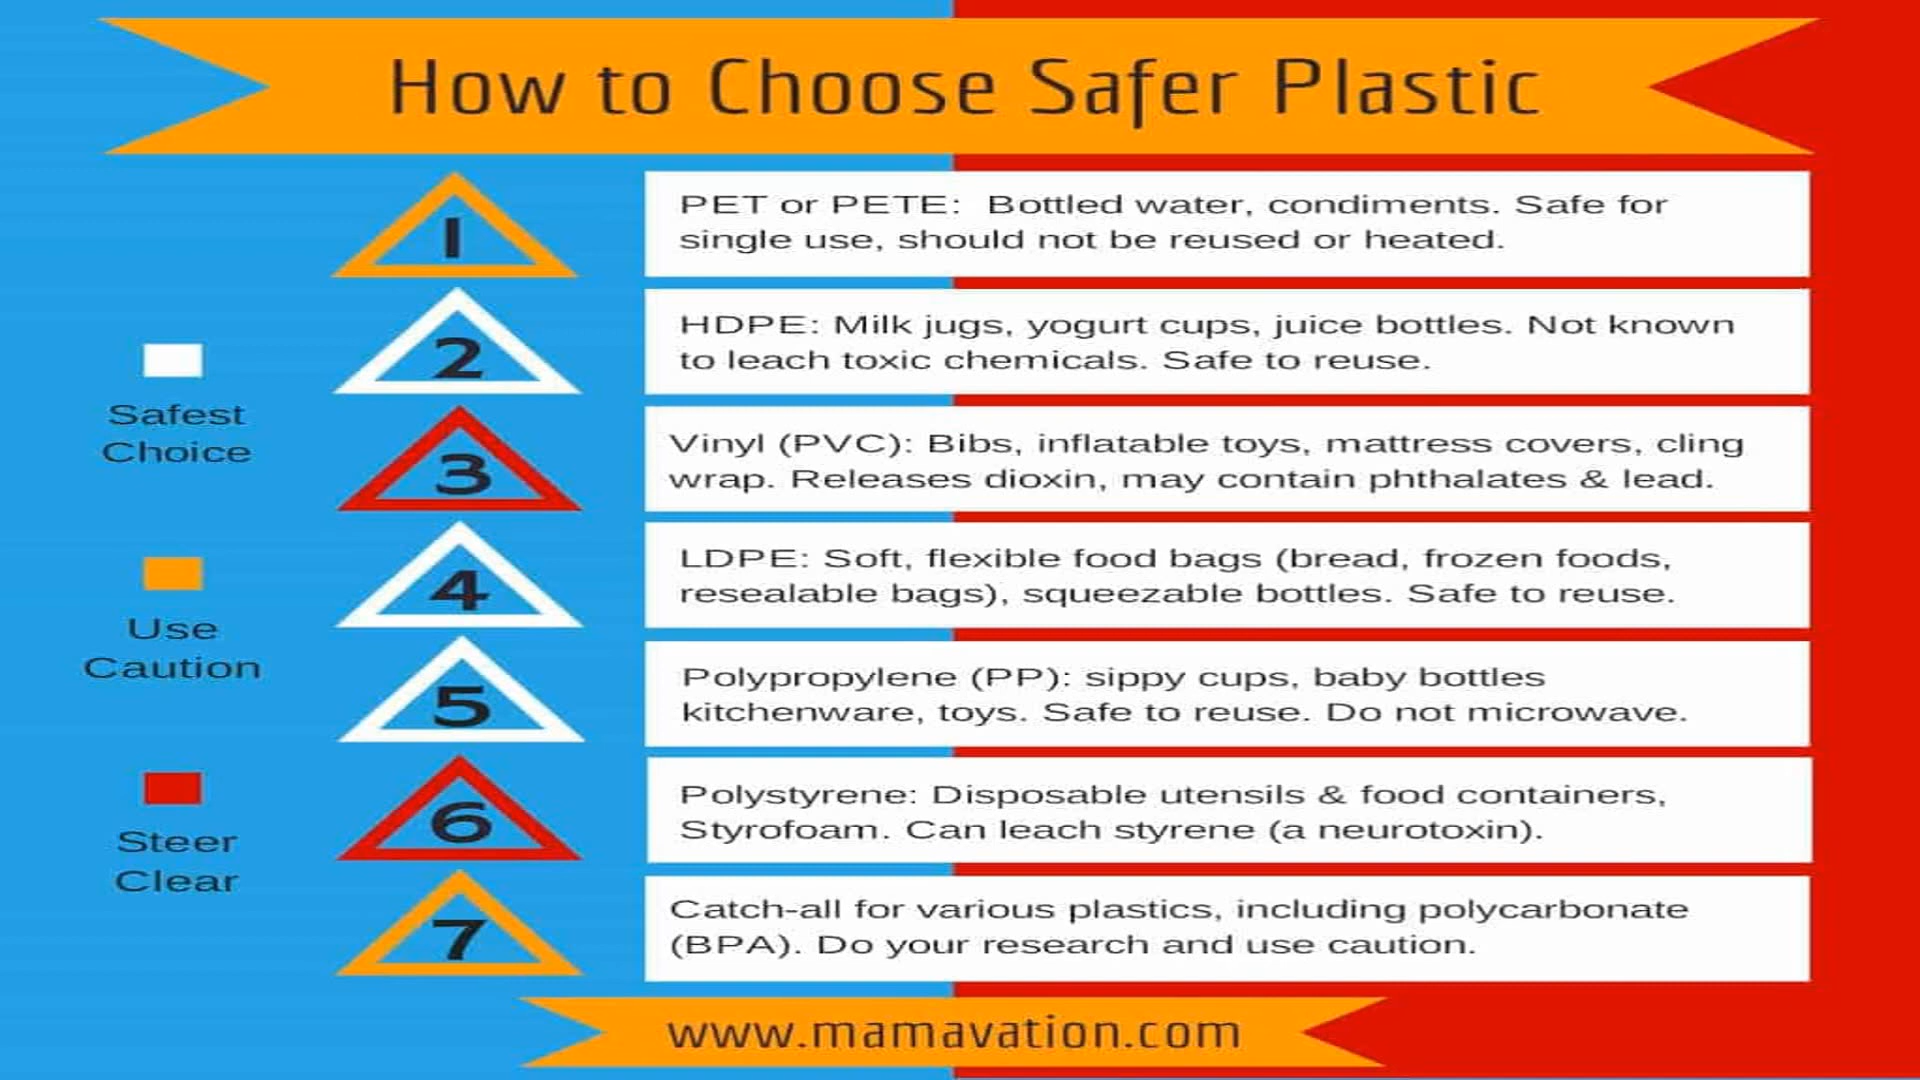 How to Choose Safer Plastic
1
PET or PETE: Bottled water, condiments. Safe for
single use, should not be reused or heated.
2
HDPE: Milk jugs, yogurt cups, juice bottles. Not known
to leach toxic chemicals. Safe to reuse.
Safest
Choice
3
Vinyl (PVC): Bibs, inflatable toys, mattress covers, cling
wrap. Releases dioxin, may contain phthalates & lead.
4
LDPE: Soft, flexible food bags (bread, frozen foods,
resealable bags), squeezable bottles. Safe to reuse.
Use
Caution
5
Polypropylene (PP): sippy cups, baby bottles
kitchenware, toys. Safe to reuse. Do not microwave.
6
Polystyrene: Disposable utensils & food containers,
Styrofoam. Can leach styrene (a neurotoxin).
Steer
Clear
7
Catch-all for various plastics, including polycarbonate
(BPA). Do your research and use caution.
www.mamavation.com